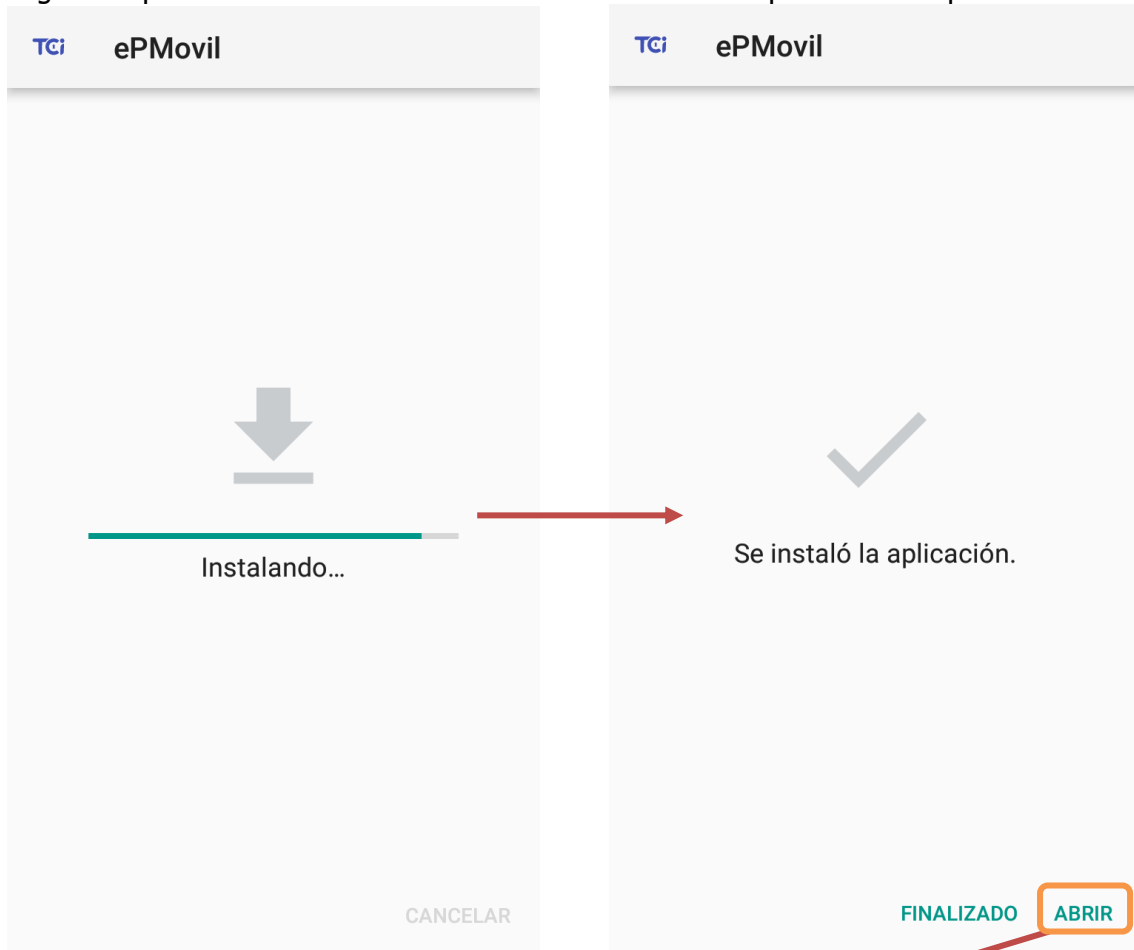 TCi ePMovil
Instalando...
CANCELAR
TCi ePMovil
Se instaló la aplicación.
FINALIZADO ABRIR